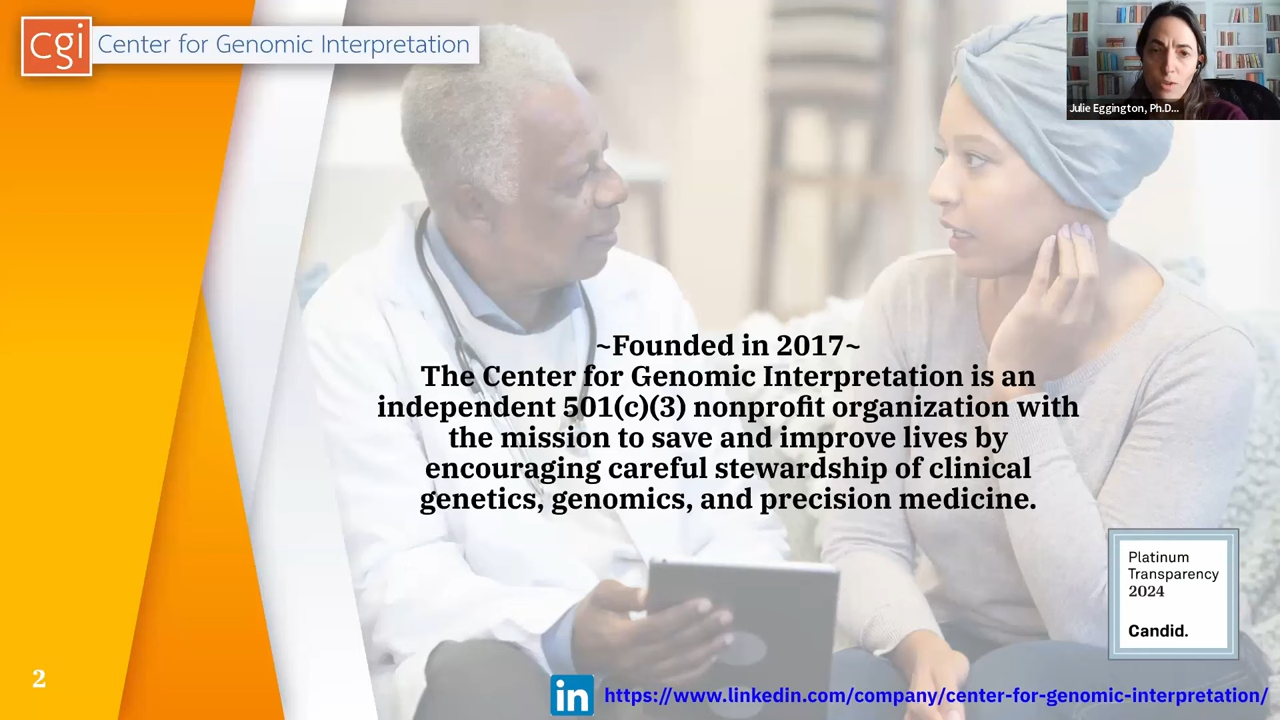 cgi Center for Genomic Interpretation
Julie Eggington, Ph.D...
~Founded in 2017~
The Center for Genomic Interpretation is an
independent 501(c)(3) nonprofit organization with
the mission to save and improve lives by
encouraging careful stewardship of clinical
genetics, genomics, and precision medicine.
Platinum
Transparency
2024
Candid.
2
in https://www.linkedin.com/company/center-for-genomic-interpretation/